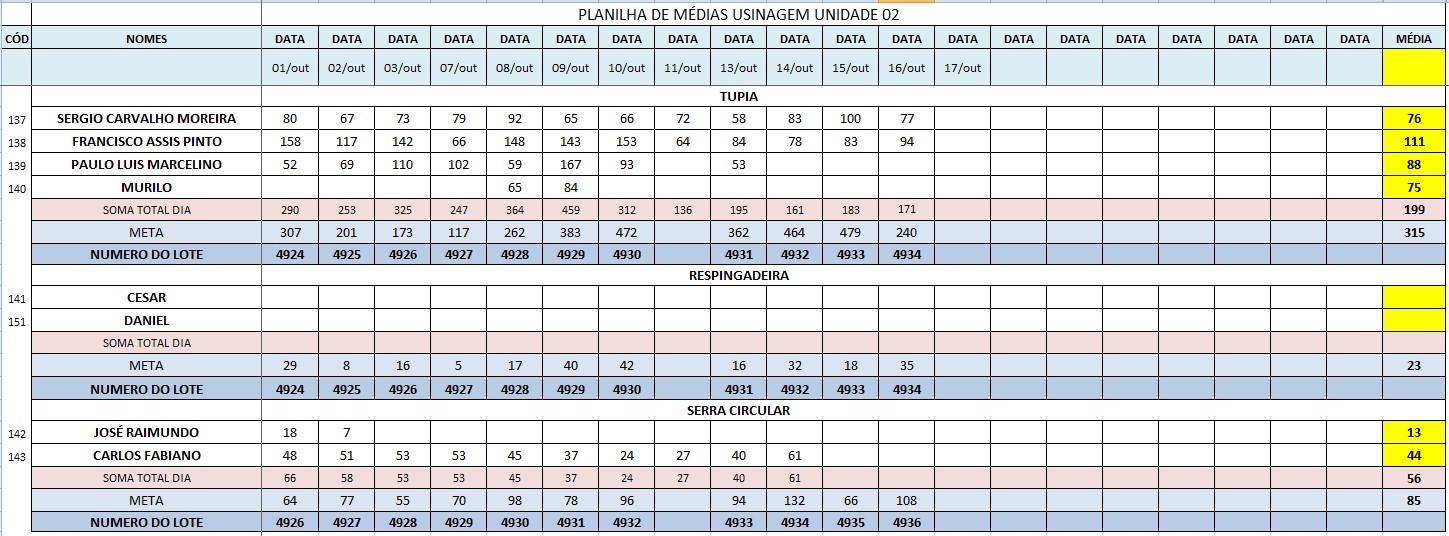 PLANILHA DE MÉDIAS USINAGEM UNIDADE 02
CÓD NOMES DATA DATA DATA DATA DATA DATA DATA DATA DATA DATA DATA DATA DATA DATA DATA DATA DATA DATA DATA DATA MÉDIA
01/out 02/out 03/out 07/out 08/out 09/out 10/out 11/out 13/out 14/out 15/out 16/out 17/out
TUPIA
137 SERGIO CARVALHO MOREIRA 80 67 73 79 92 65 66 72 58 83 100 77 76
138 FRANCISCO ASSIS PINTO 158 117 142 66 148 143 153 64 84 78 83 94 111
139 PAULO LUIS MARCELINO 52 69 110 102 59 167 93 53 88
140 MURILO 65 84 75
SOMA TOTAL DIA 290 253 325 247 364 459 312 136 195 161 183 171 199
META 307 201 173 117 262 383 472 362 464 479 240 315
NUMERO DO LOTE 4924 4925 4926 4927 4928 4929 4930 4931 4932 4933 4934
RESPINGADEIRA
141 CESAR
151 DANIEL
SOMA TOTAL DIA
META 29 8 16 5 17 40 42 16 32 18 35 23
NUMERO DO LOTE 4924 4925 4926 4927 4928 4929 4930 4931 4932 4933 4934
SERRA CIRCULAR
142 JOSÉ RAIMUNDO 18 7 13
143 CARLOS FABIANO 48 51 53 53 45 37 24 27 40 61 44
SOMA TOTAL DIA 66 58 53 53 45 37 24 27 40 61 56
META 64 77 55 70 98 78 96 94 132 66 108 85
NUMERO DO LOTE 4926 4927 4928 4929 4930 4931 4932 4933 4934 4935 4936